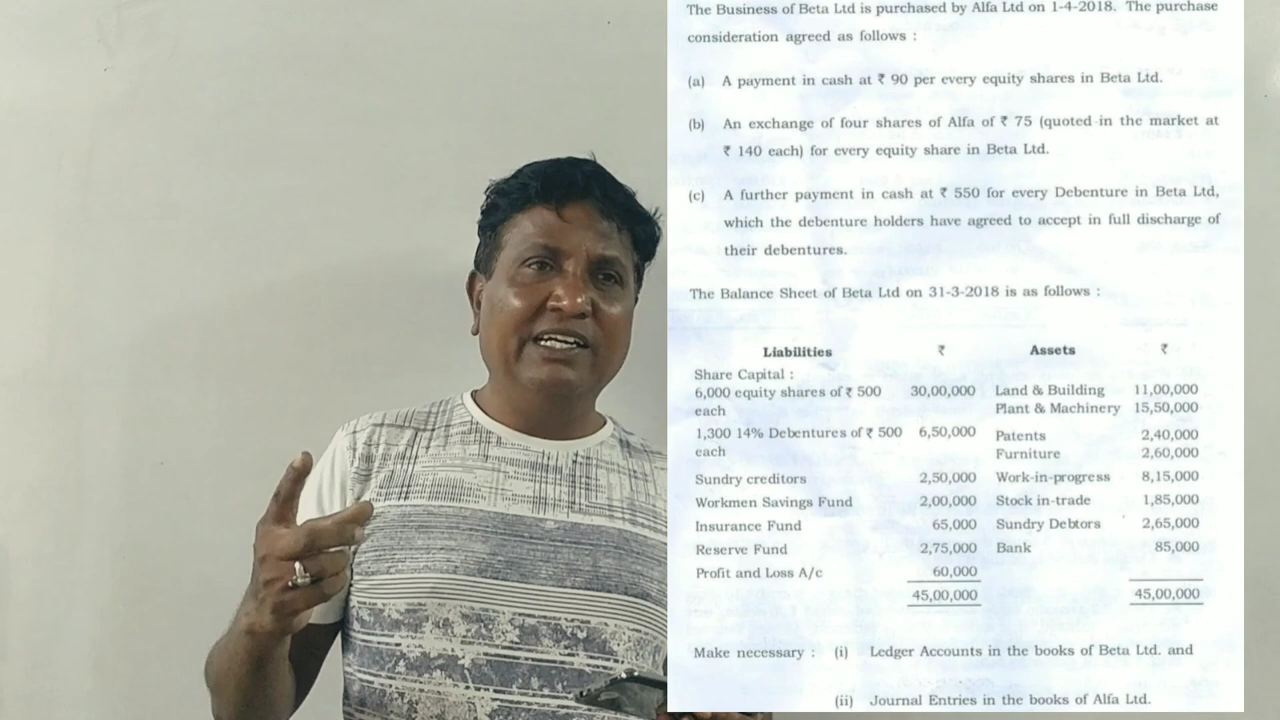 The Business of Beta Ltd is purchased by Alfa Ltd on 1-4-2018. The purchase
consideration agreed as follows :
(a) A payment in cash at ₹ 90 per every equity shares in Beta Ltd.
(b) An exchange of four shares of Alfa of ₹ 75 (quoted in the market at
₹ 140 each) for every equity share in Beta Ltd.
(c) A further payment in cash at ₹ 550 for every Debenture in Beta Ltd,
which the debenture holders have agreed to accept in full discharge of
their debentures.
The Balance Sheet of Beta Ltd on 31-3-2018 is as follows :
Liabilities ₹ Assets ₹
Share Capital :
6,000 equity shares of ₹ 500 30,00,000 Land & Building 11,00,000
each Plant & Machinery 15,50,000
1,300 14% Debentures of ₹ 500 6,50,000 Patents 2,40,000
each Furniture 2,60,000
Sundry creditors 2,50,000 Work-in-progress 8,15,000
Workmen Savings Fund 2,00,000 Stock in-trade 1,85,000
Insurance Fund 65,000 Sundry Debtors 2,65,000
Reserve Fund 2,75,000 Bank 85,000
Profit and Loss A/c 60,000
45,00,000 45,00,000
Make necessary : (i) Ledger Accounts in the books of Beta Ltd. and
(ii) Journal Entries in the books of Alfa Ltd.